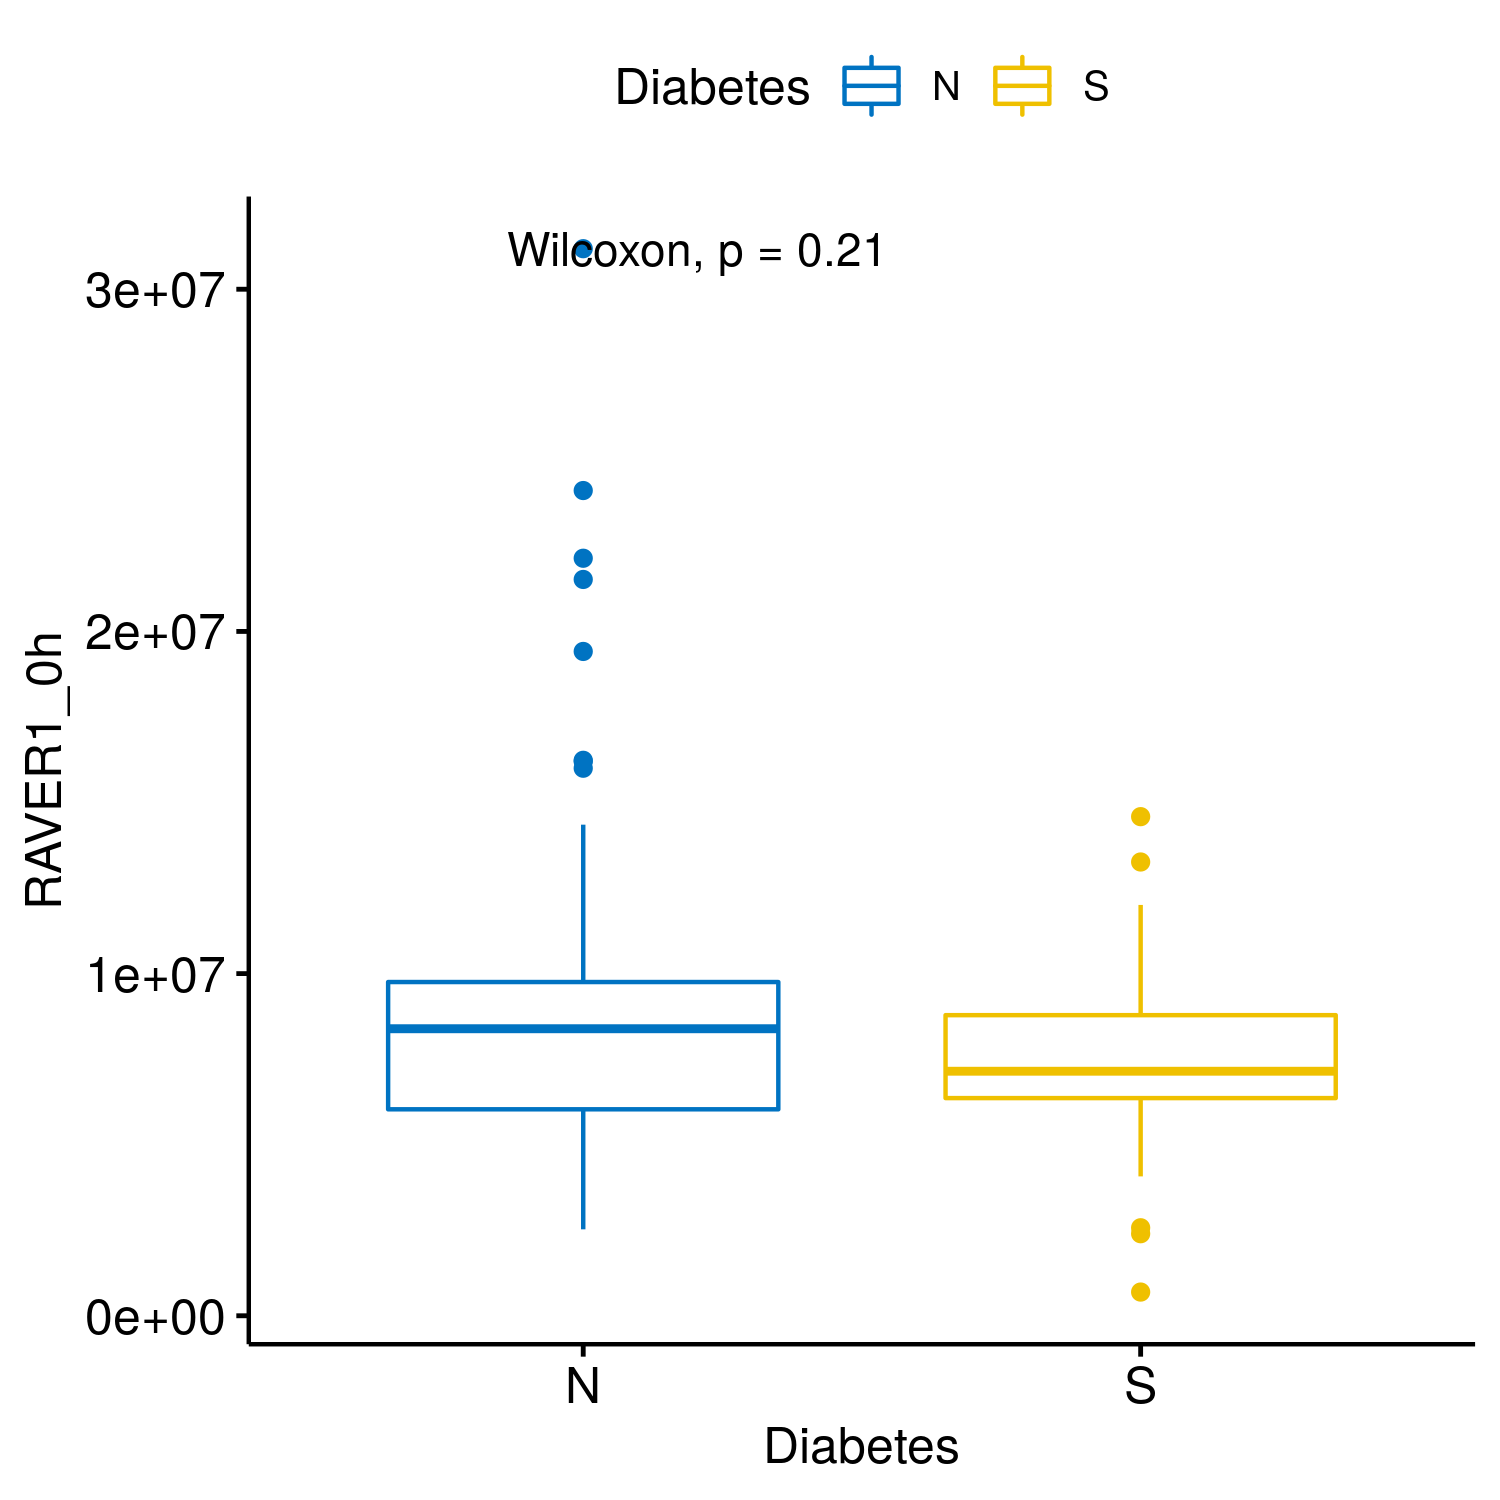 Diabetes N S
Wilcoxon, p = 0.21
3e+07
2e+07
1e+07
0e+00
RAVER1_0h
N S
Diabetes